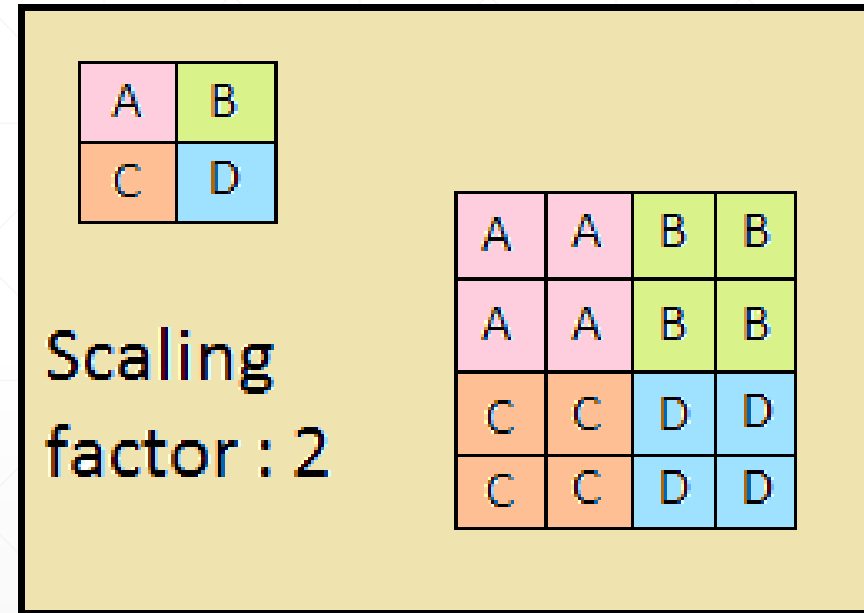 A B
C D
A A B B
A A B B
C C D D
C C D D
Scaling
factor : 2